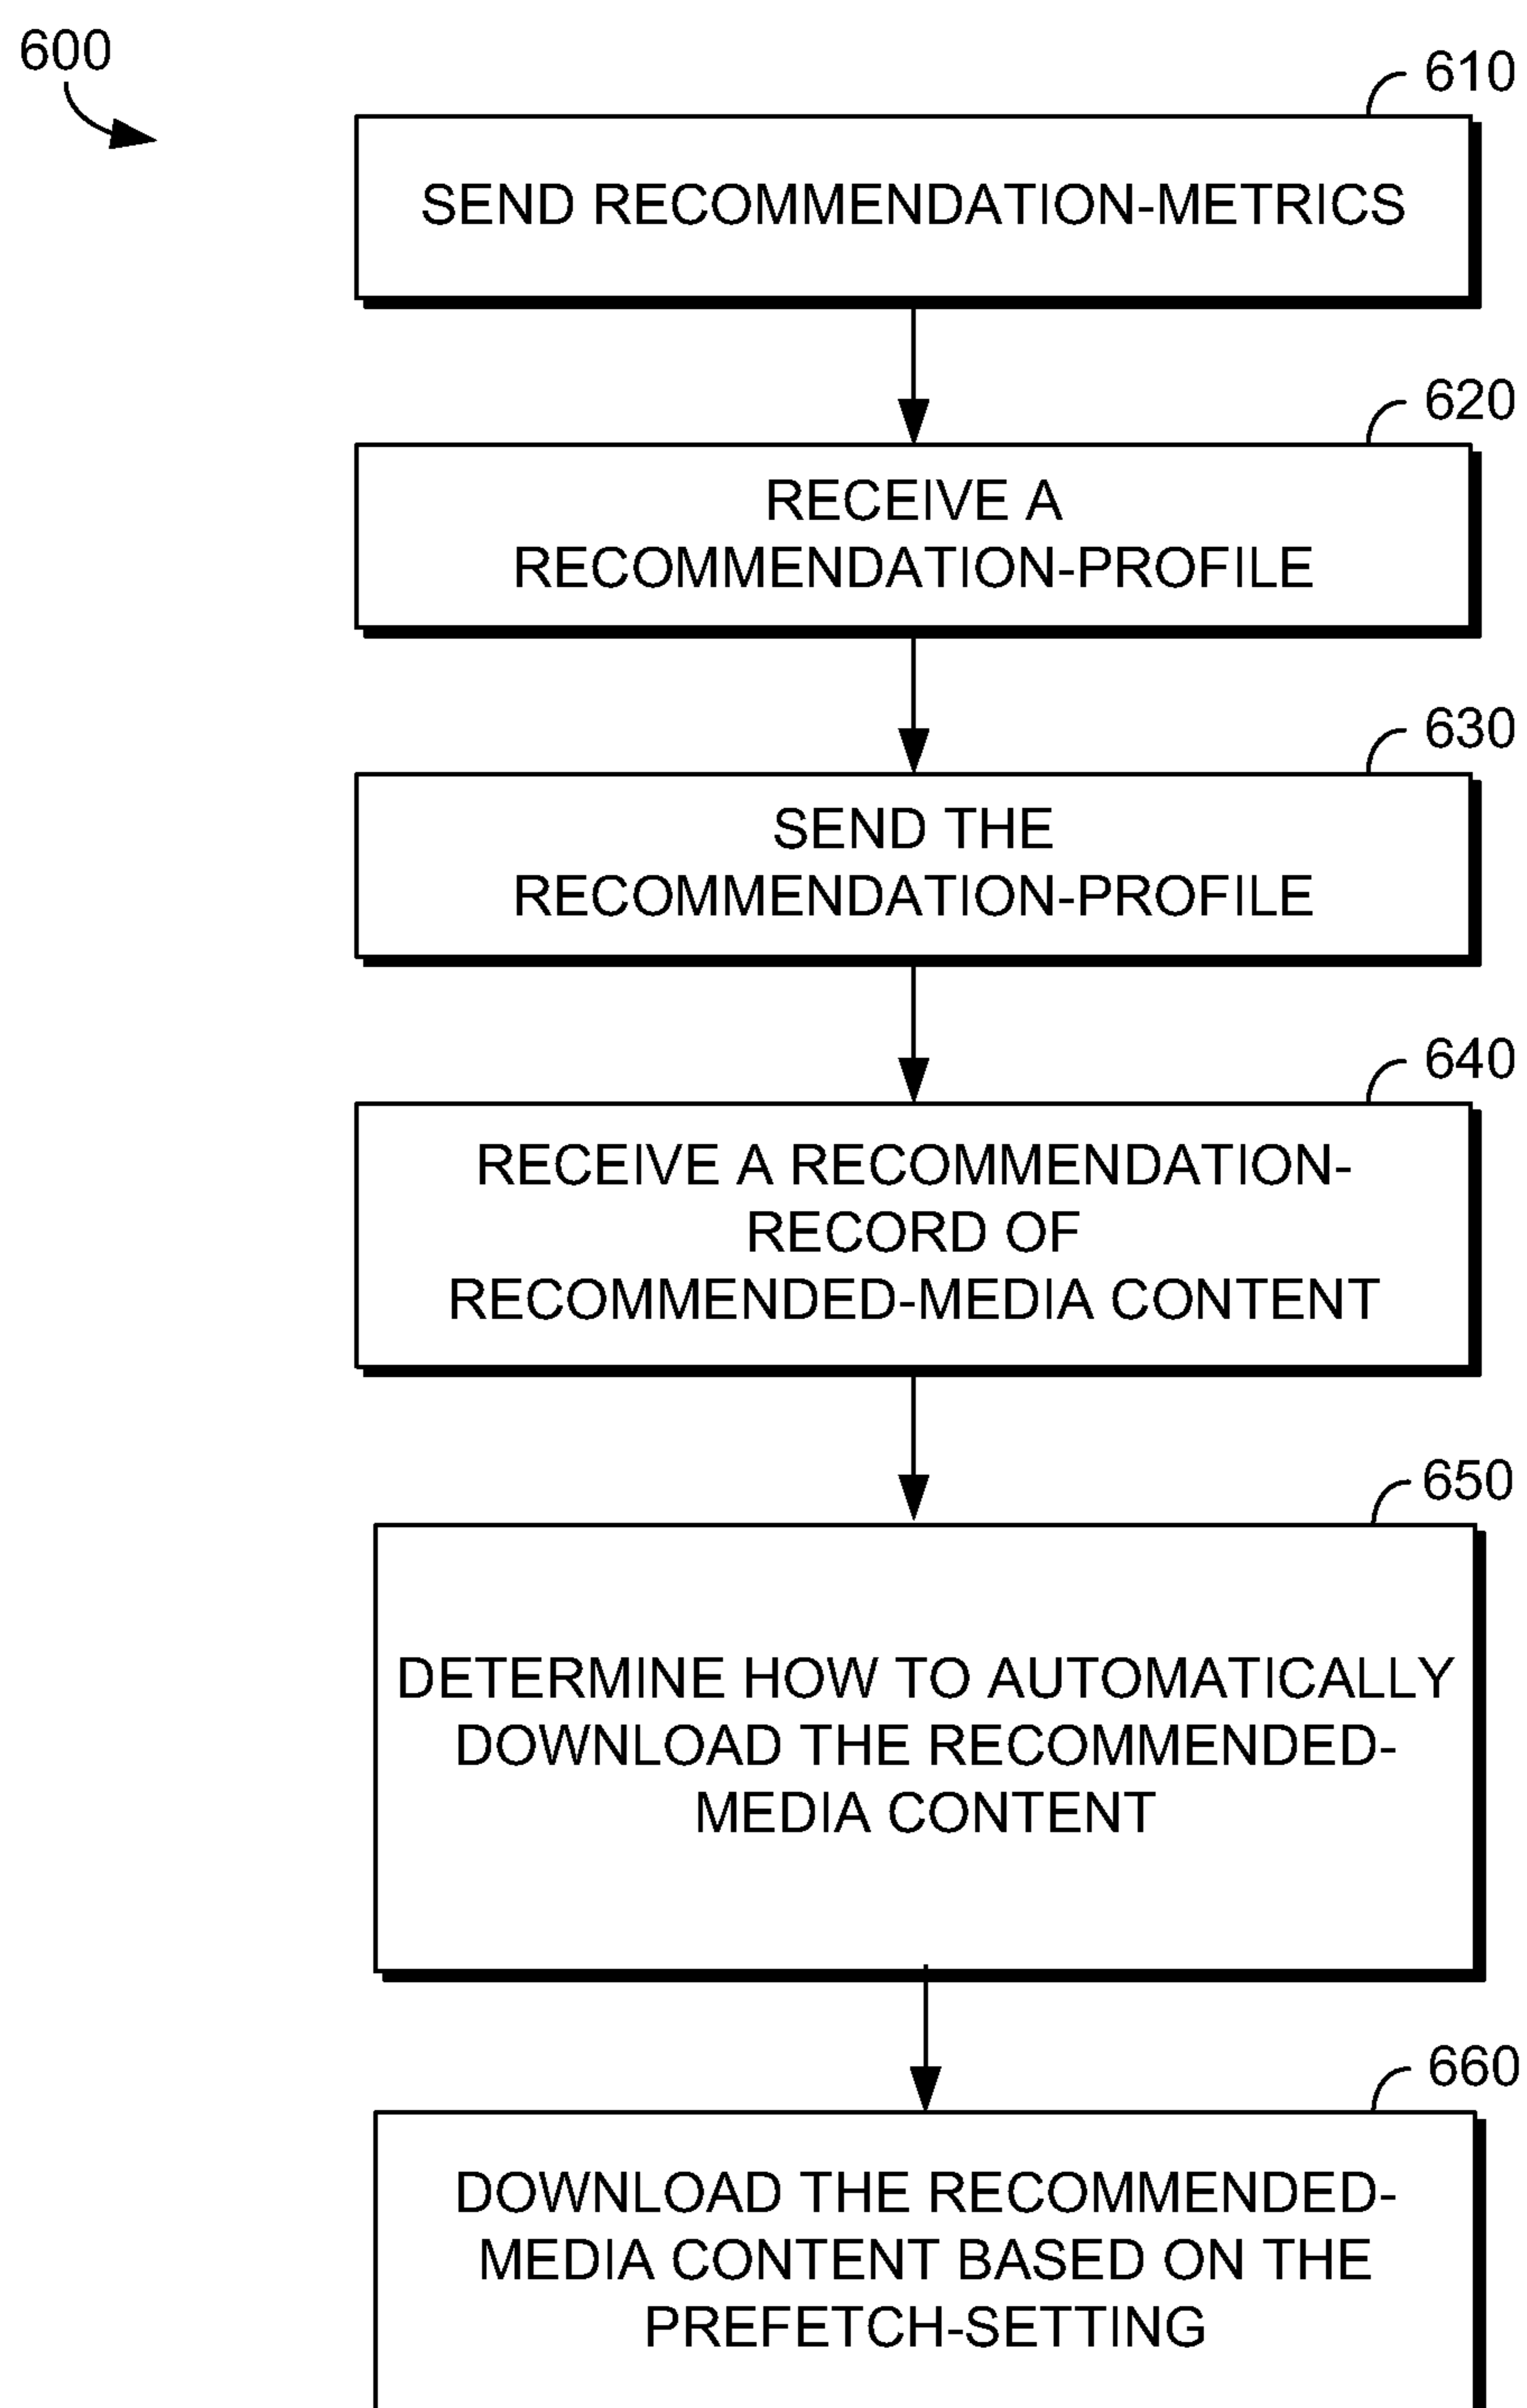 600
610
SEND RECOMMENDATION-METRICS
620
RECEIVE A
RECOMMENDATION-PROFILE
630
SEND THE
RECOMMENDATION-PROFILE
640
RECEIVE A RECOMMENDATION-
RECORD OF
RECOMMENDED-MEDIA CONTENT
650
DETERMINE HOW TO AUTOMATICALLY
DOWNLOAD THE RECOMMENDED-
MEDIA CONTENT
660
DOWNLOAD THE RECOMMENDED-
MEDIA CONTENT BASED ON THE
PREFETCH-SETTING